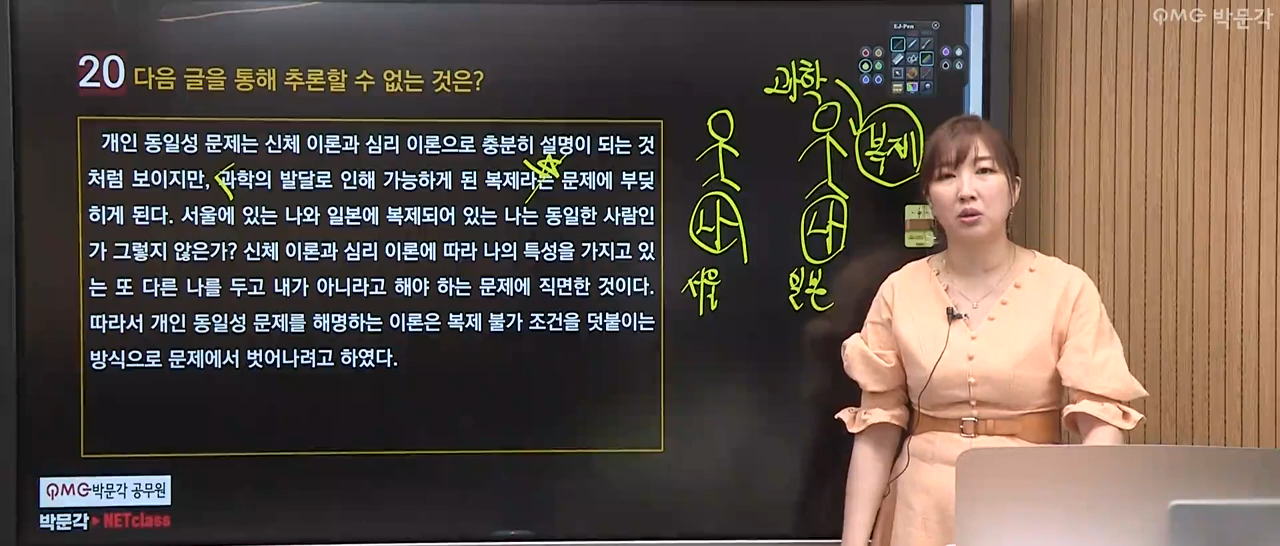 PMG 박문각
EJ-Pen
20 다음 글을 통해 추론할 수 없는 것은?
개인 동일성 문제는 신체 이론과 심리 이론으로 충분히 설명이 되는 것
처럼 보이지만, 과학의 발달로 인해 가능하게 된 복제라는 문제에 부딪
히게 된다. 서울에 있는 나와 일본에 복제되어 있는 나는 동일한 사람인
가 그렇지 않은가? 신체 이론과 심리 이론에 따라 나의 특성을 가지고 있
는 또 다른 나를 두고 내가 아니라고 해야 하는 문제에 직면한 것이다.
따라서 개인 동일성 문제를 해명하는 이론은 복제 불가 조건을 덧붙이는
방식으로 문제에서 벗어나려고 하였다.
과학
복제
나
나
서울
일본
PMG 박문각 공무원
박문각 NETclass